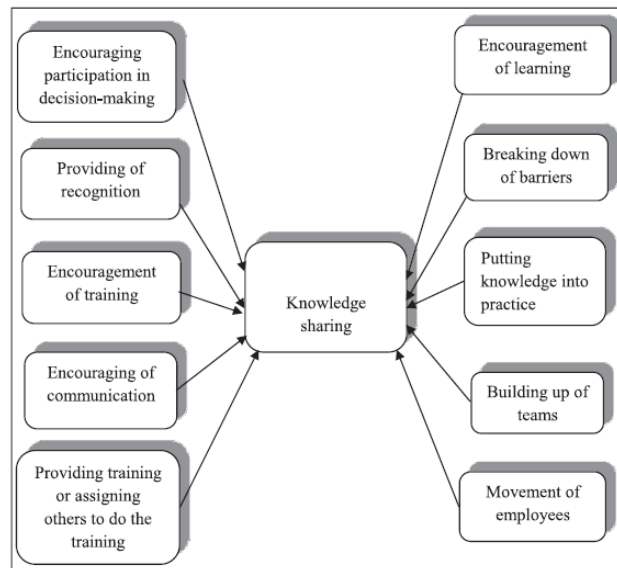 Encouraging
participation in
decision-making
Providing of
recognition
Encouragement
of training
Encouraging of
communication
Providing training
or assigning
others to do the
training
Knowledge
sharing
Encouragement
of learning
Breaking down
of barriers
Putting
knowledge into
practice
Building up of
teams
Movement of
employees